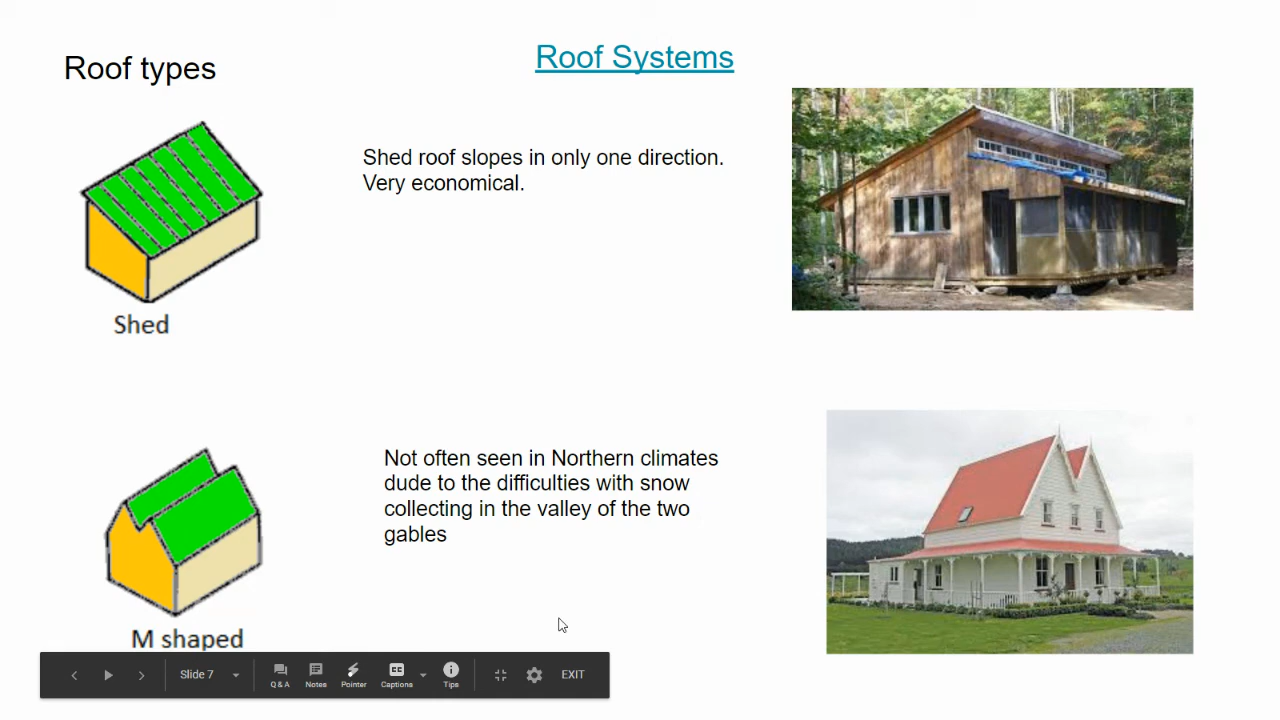 Roof types
Roof Systems
Shed roof slopes in only one direction.
Very economical.
Shed
Not often seen in Northern climates
dude to the difficulties with snow
collecting in the valley of the two
gables
M shaped
Slide 7
Q & A
Notes
Pointer
CC
Captions
Tips
EXIT